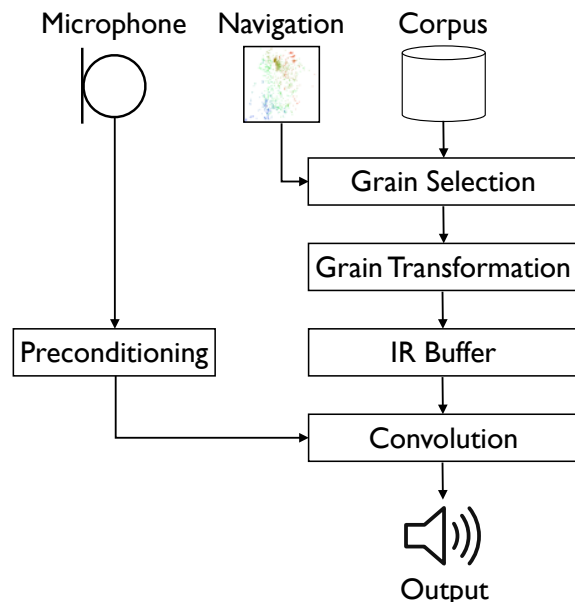 Microphone
Navigation
Corpus
Grain Selection
Grain Transformation
Preconditioning
IR Buffer
Convolution
Output